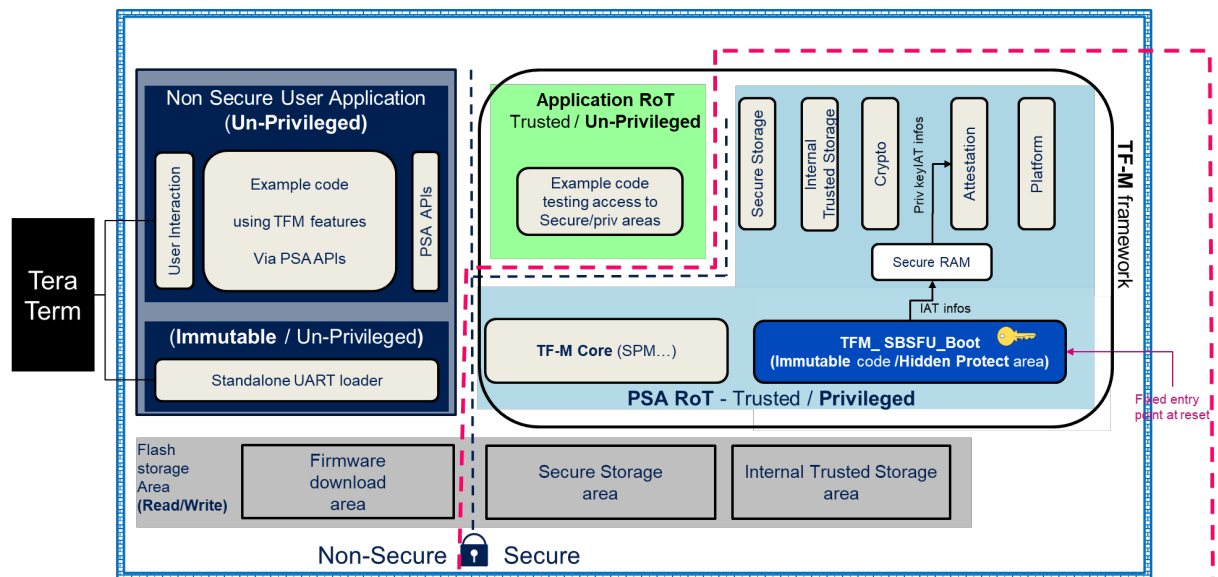 Non Secure User Application
(Un-Privileged)
User Interaction
Example code
using TFM features
Via PSA APIs
PSA APIs
Tera
Term
(Immutable / Un-Privileged)
Standalone UART loader
Application RoT
Trusted / Un-Privileged
Example code
testing access to
Secure/priv areas
Secure Storage
Internal
Trusted Storage
Crypto
Priv keyIAT infos
Attestation
Platform
TF-M framework
Secure RAM
IAT infos
TF-M Core (SPM…)
TFM_ SBSFU_Boot
(Immutable code /Hidden Protect area)
PSA RoT - Trusted / Privileged
Fixed entry
point at reset
Flash
storage
Area
(Read/Write)
Firmware
download
area
Secure Storage
area
Internal Trusted Storage
area
Non-Secure
Secure